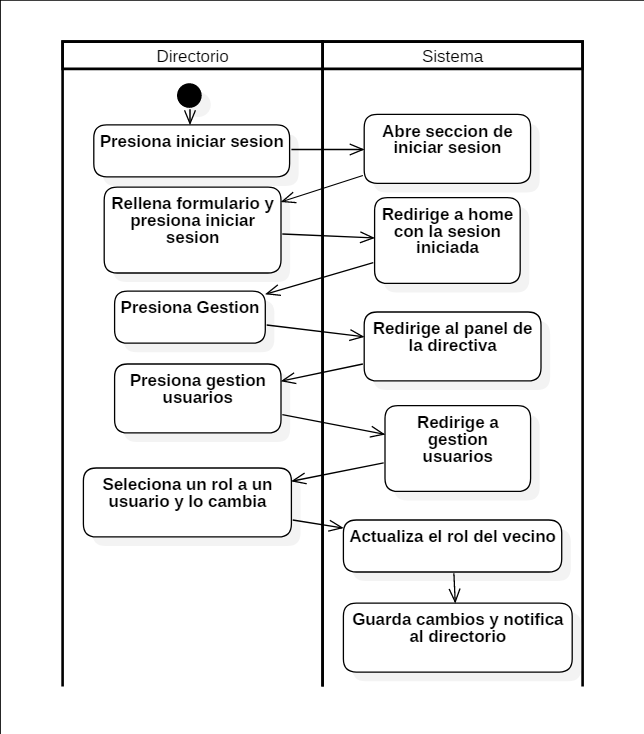 Directorio
Sistema
Presiona iniciar sesion
Abre seccion de
iniciar sesion
Rellena formulario y
presiona iniciar
sesion
Redirige a home
con la sesion
iniciada
Presiona Gestion
Redirige al panel de
la directiva
Presiona gestion
usuarios
Redirige a
gestion
usuarios
Seleciona un rol a un
usuario y lo cambia
Actualiza el rol del vecino
Guarda cambios y notifica
al directorio